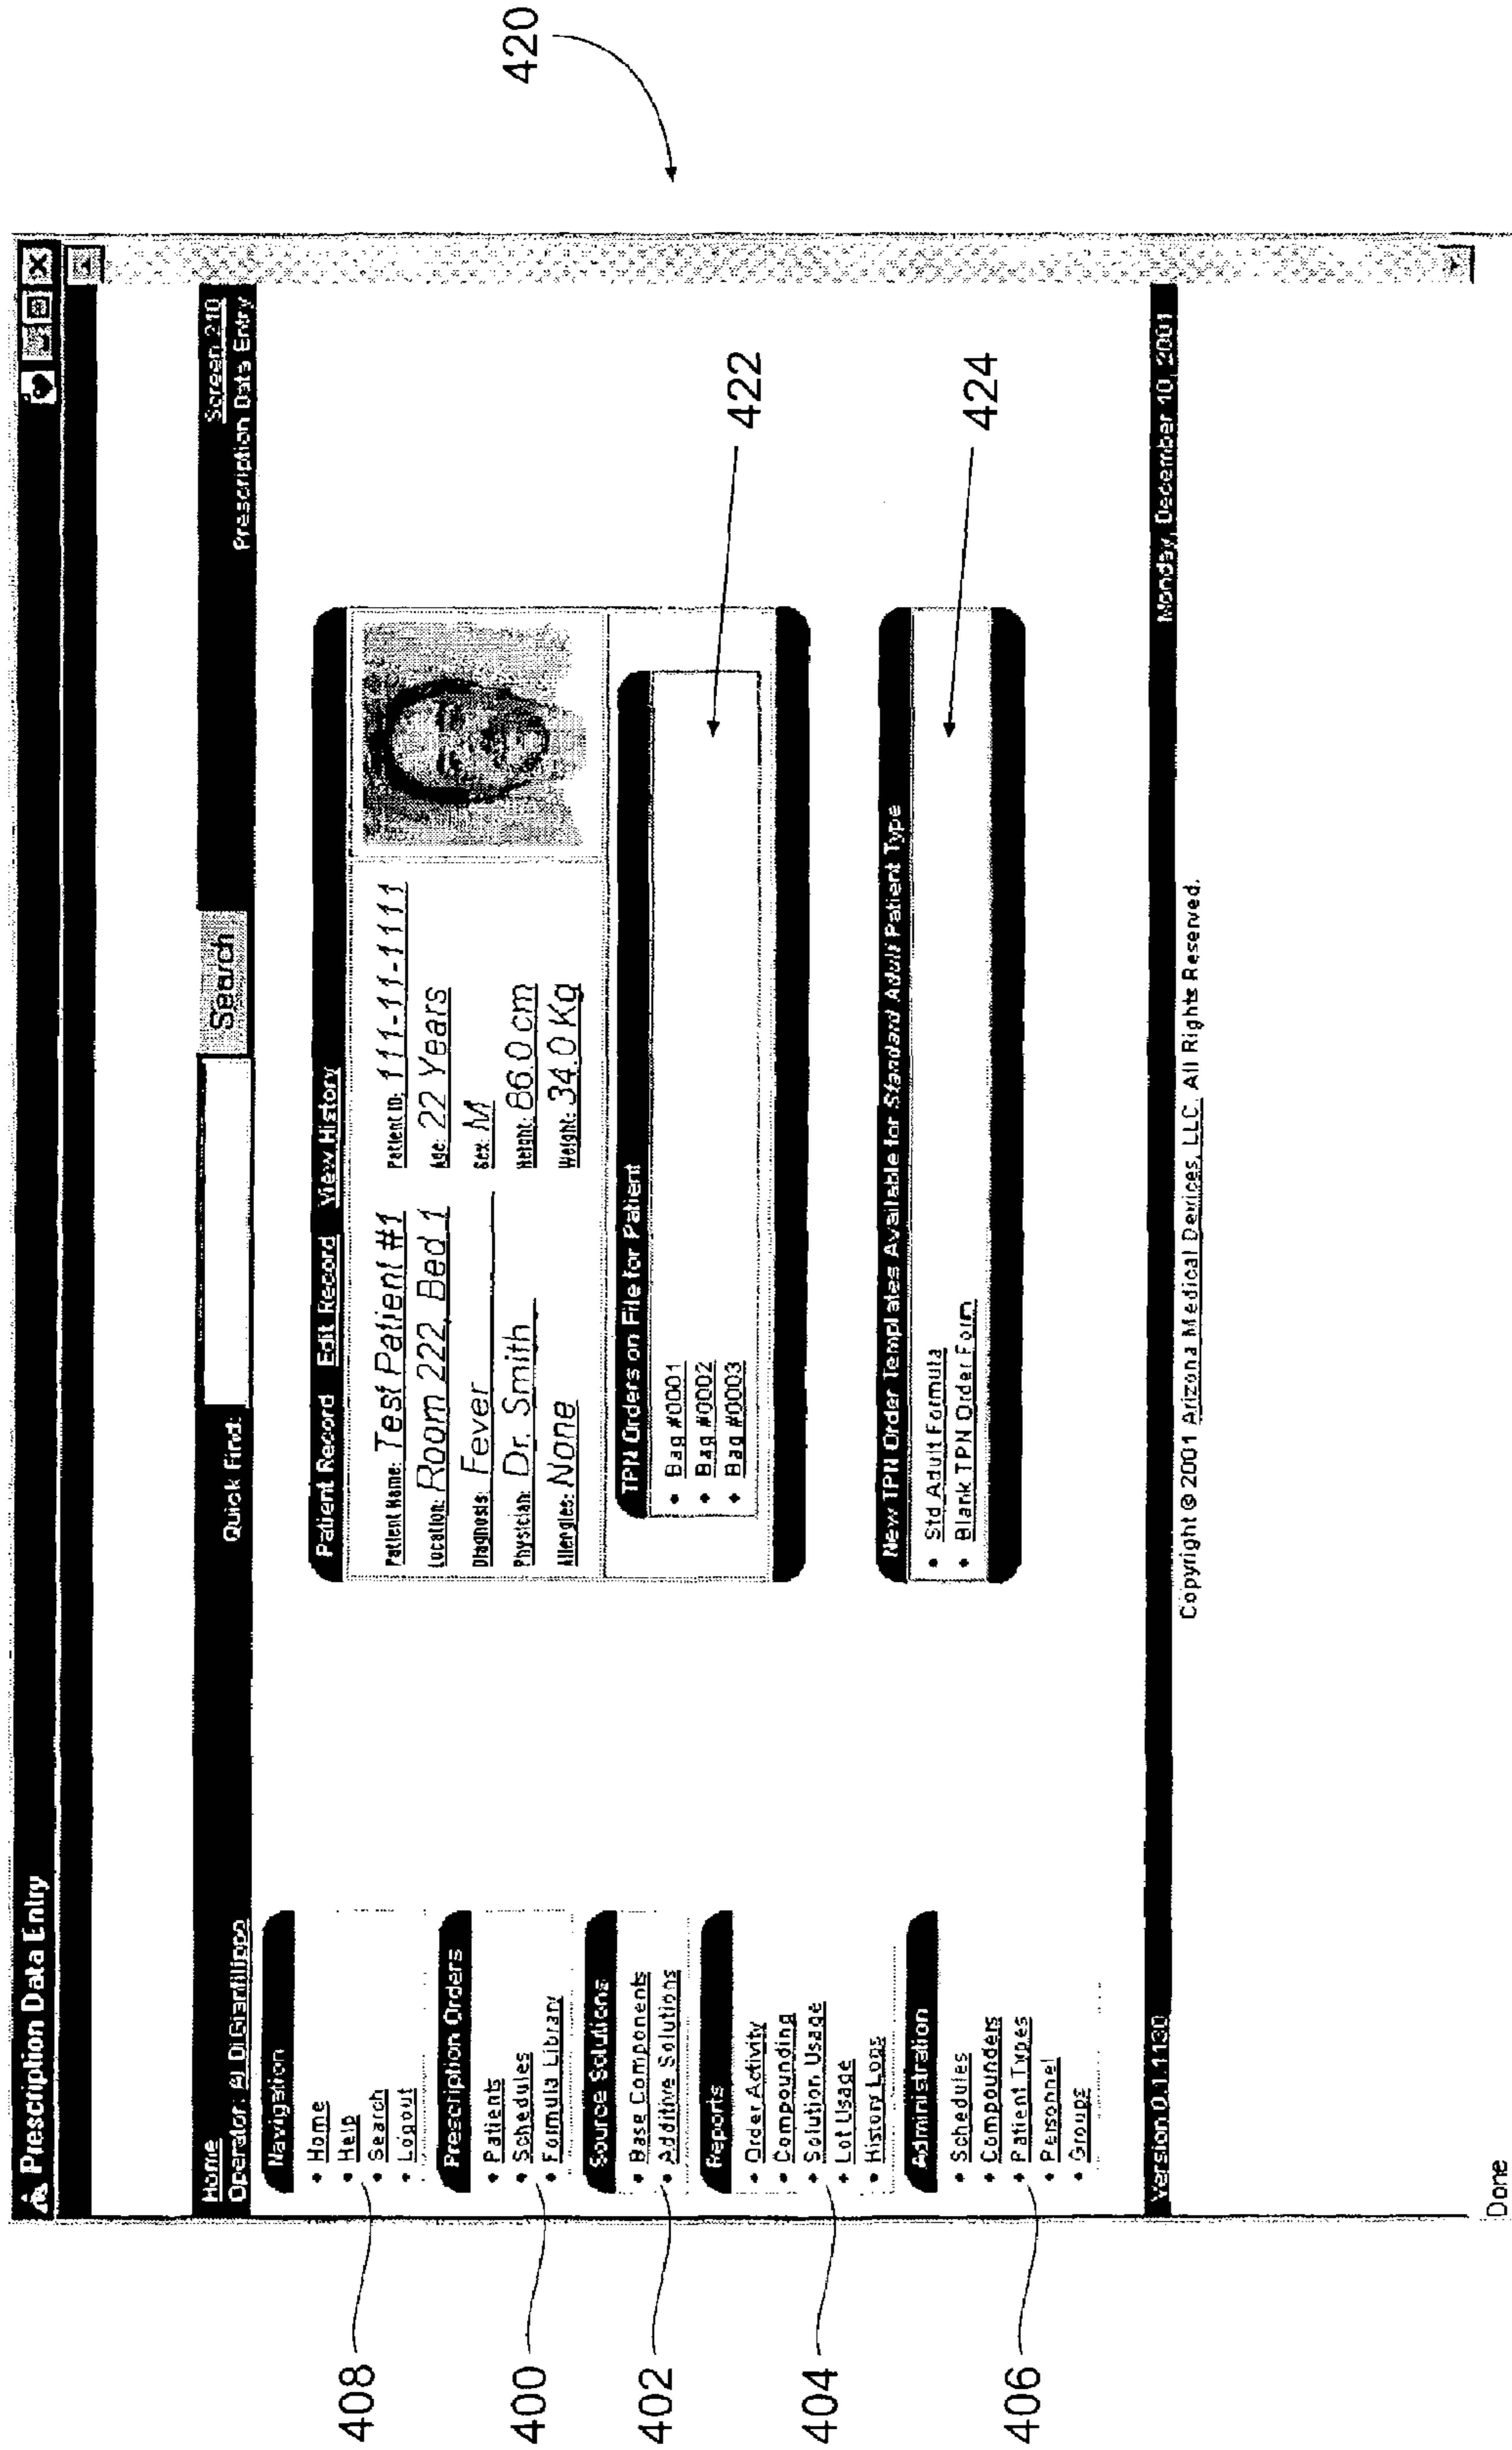 Prescription Data Entry
Home
Quick Find:
Search
Screen 210
Operator: Al DiGianfilippo
Prescription Data Entry
Navigation
• Home
• Help
• Search
• Logout
Prescription Orders
• Patients
• Schedules
• Formula Library
Source Solutions
• Base Components
• Additive Solutions
Reports
• Order Activity
• Compounding
• Solution Usage
• Lot Usage
• History Logs
Administration
• Schedules
• Compounders
• Patient Types
• Personnel
• Groups
408
400
402
404
406
Patient Record Edit Record View History
Patient Name: Test Patient #1
Patient ID: 111-11-1111
Location: Room 222, Bed 1
Age: 22 Years
Diagnosis: Fever
Sex: M
Physician: Dr. Smith
Height: 86.0 cm
Allergies: None
Weight: 34.0 Kg
TPN Orders on File for Patient
• Bag #0001
• Bag #0002
• Bag #0003
422
New TPN Order Templates Available for Standard Adult Patient Type
• Std Adult Formula
• Blank TPN Order Form
424
420
Version 0.1.1130
Monday, December 10, 2001
Copyright © 2001 Arizona Medical Devices, LLC. All Rights Reserved.
Done